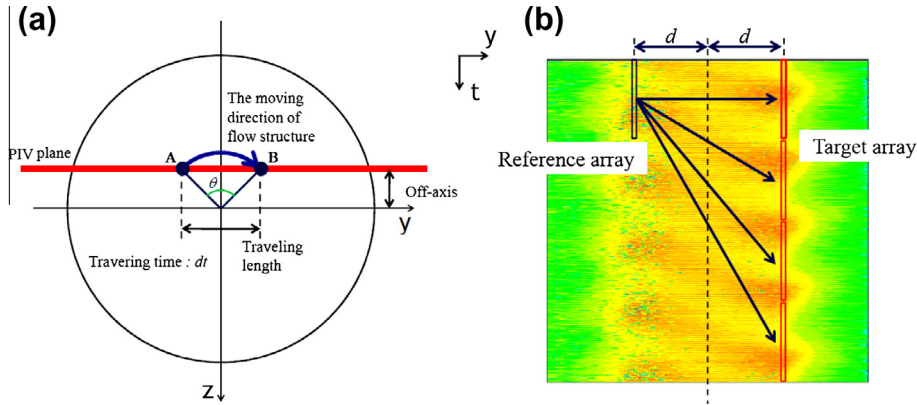 (a)
The moving
direction of
flow structure
PIV plane
A
B
θ
Off-axis
y
Travering time : dt
Traveling
length
z
(b)
y
t
d
d
Reference array
Target array